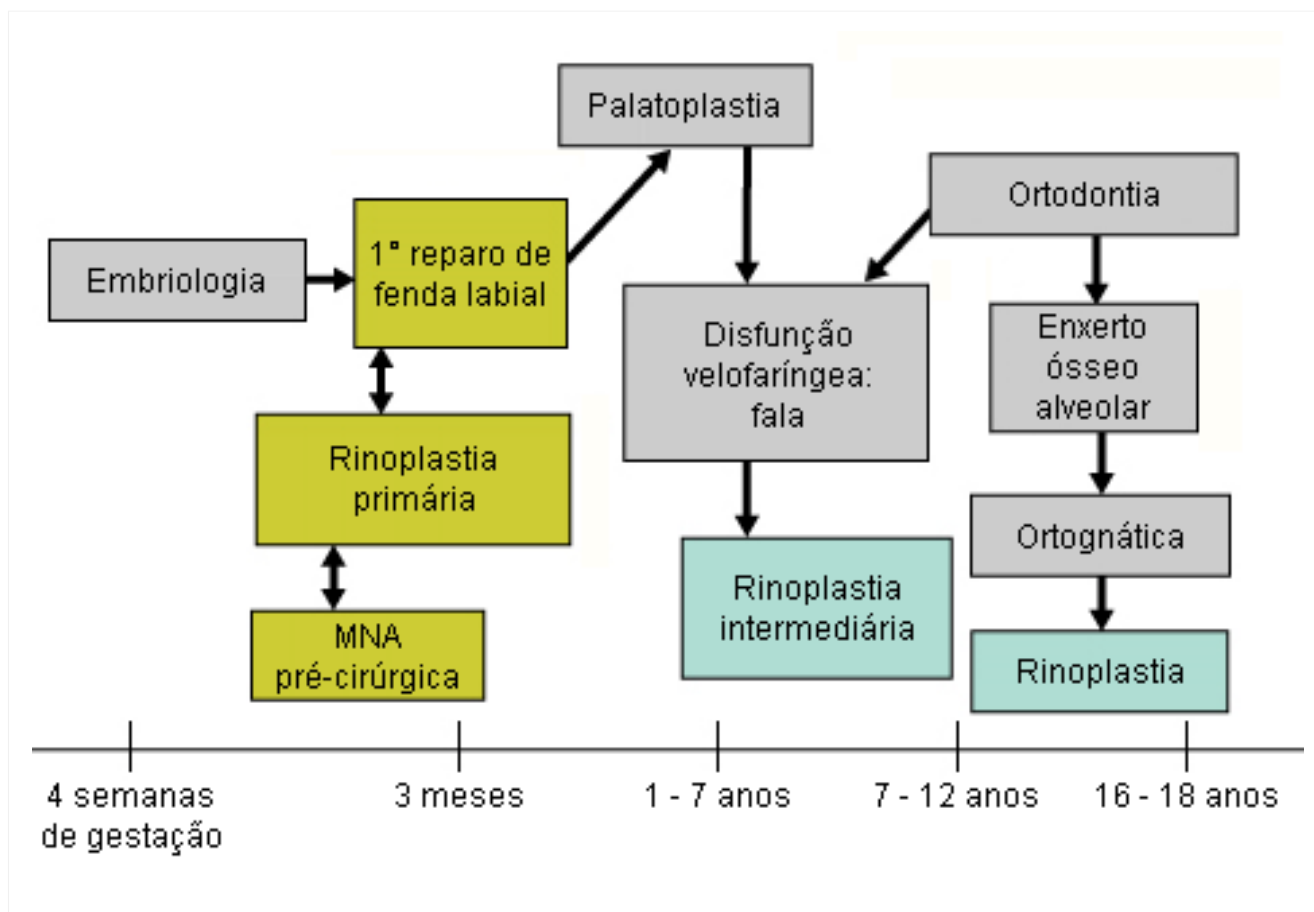 Palatoplastia
Ortodontia
Embriologia
1° reparo de
fenda labial
Disfunção
velofaríngea:
fala
Enxerto
ósseo
alveolar
Rinoplastia
primária
Ortognática
Rinoplastia
intermediária
MNA
pré-cirúrgica
Rinoplastia
4 semanas
de gestação
3 meses
1 - 7 anos
7 - 12 anos
16 - 18 anos